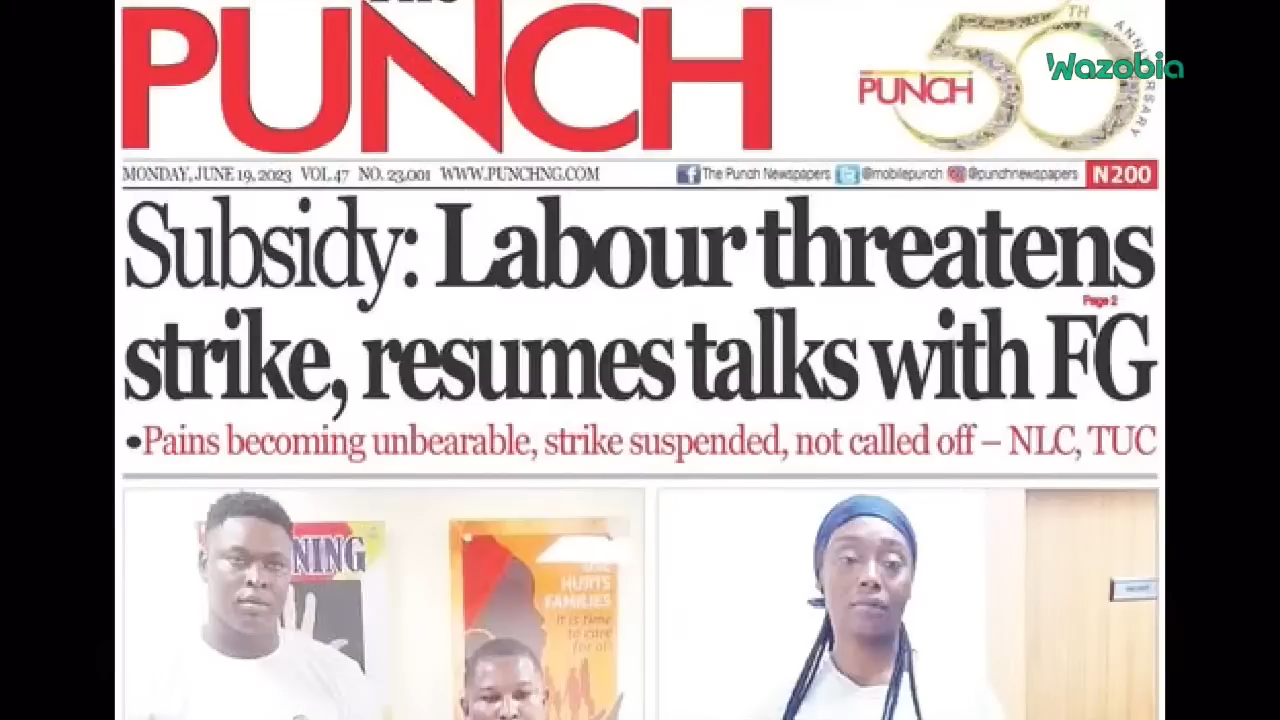 The
PUNCH
50TH ANNIVERSARY
PUNCH
Wazobia
MONDAY, JUNE 19, 2023 VOL 47 NO. 23,001 WWW.PUNCHNG.COM
The Punch Newspapers @mobilepunch @punchnewspapers N200
Subsidy: Labour threatens
Page 2
strike, resumes talks with FG
•Pains becoming unbearable, strike suspended, not called off – NLC, TUC
NING
HURTS
FAMILIES
It is time
to care
for all